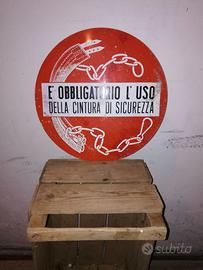 E' OBBLIGATORIO L'USO
DELLA CINTURA DI SICUREZZA
subito